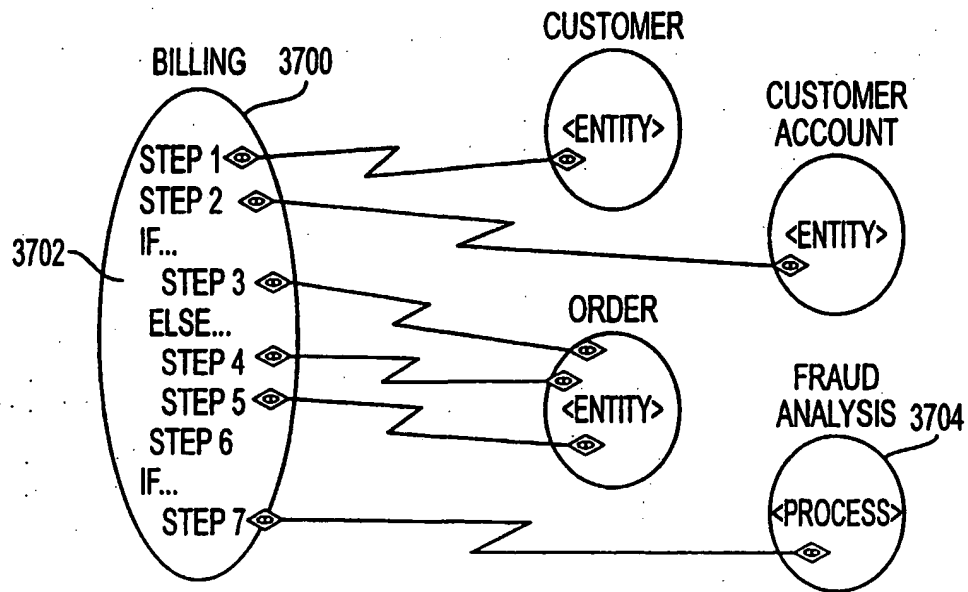 CUSTOMER
<ENTITY>
BILLING 3700
CUSTOMER
ACCOUNT
<ENTITY>
STEP 1
STEP 2
IF...
3702
STEP 3
ELSE...
STEP 4
STEP 5
STEP 6
IF...
STEP 7
ORDER
<ENTITY>
FRAUD
ANALYSIS 3704
<PROCESS>